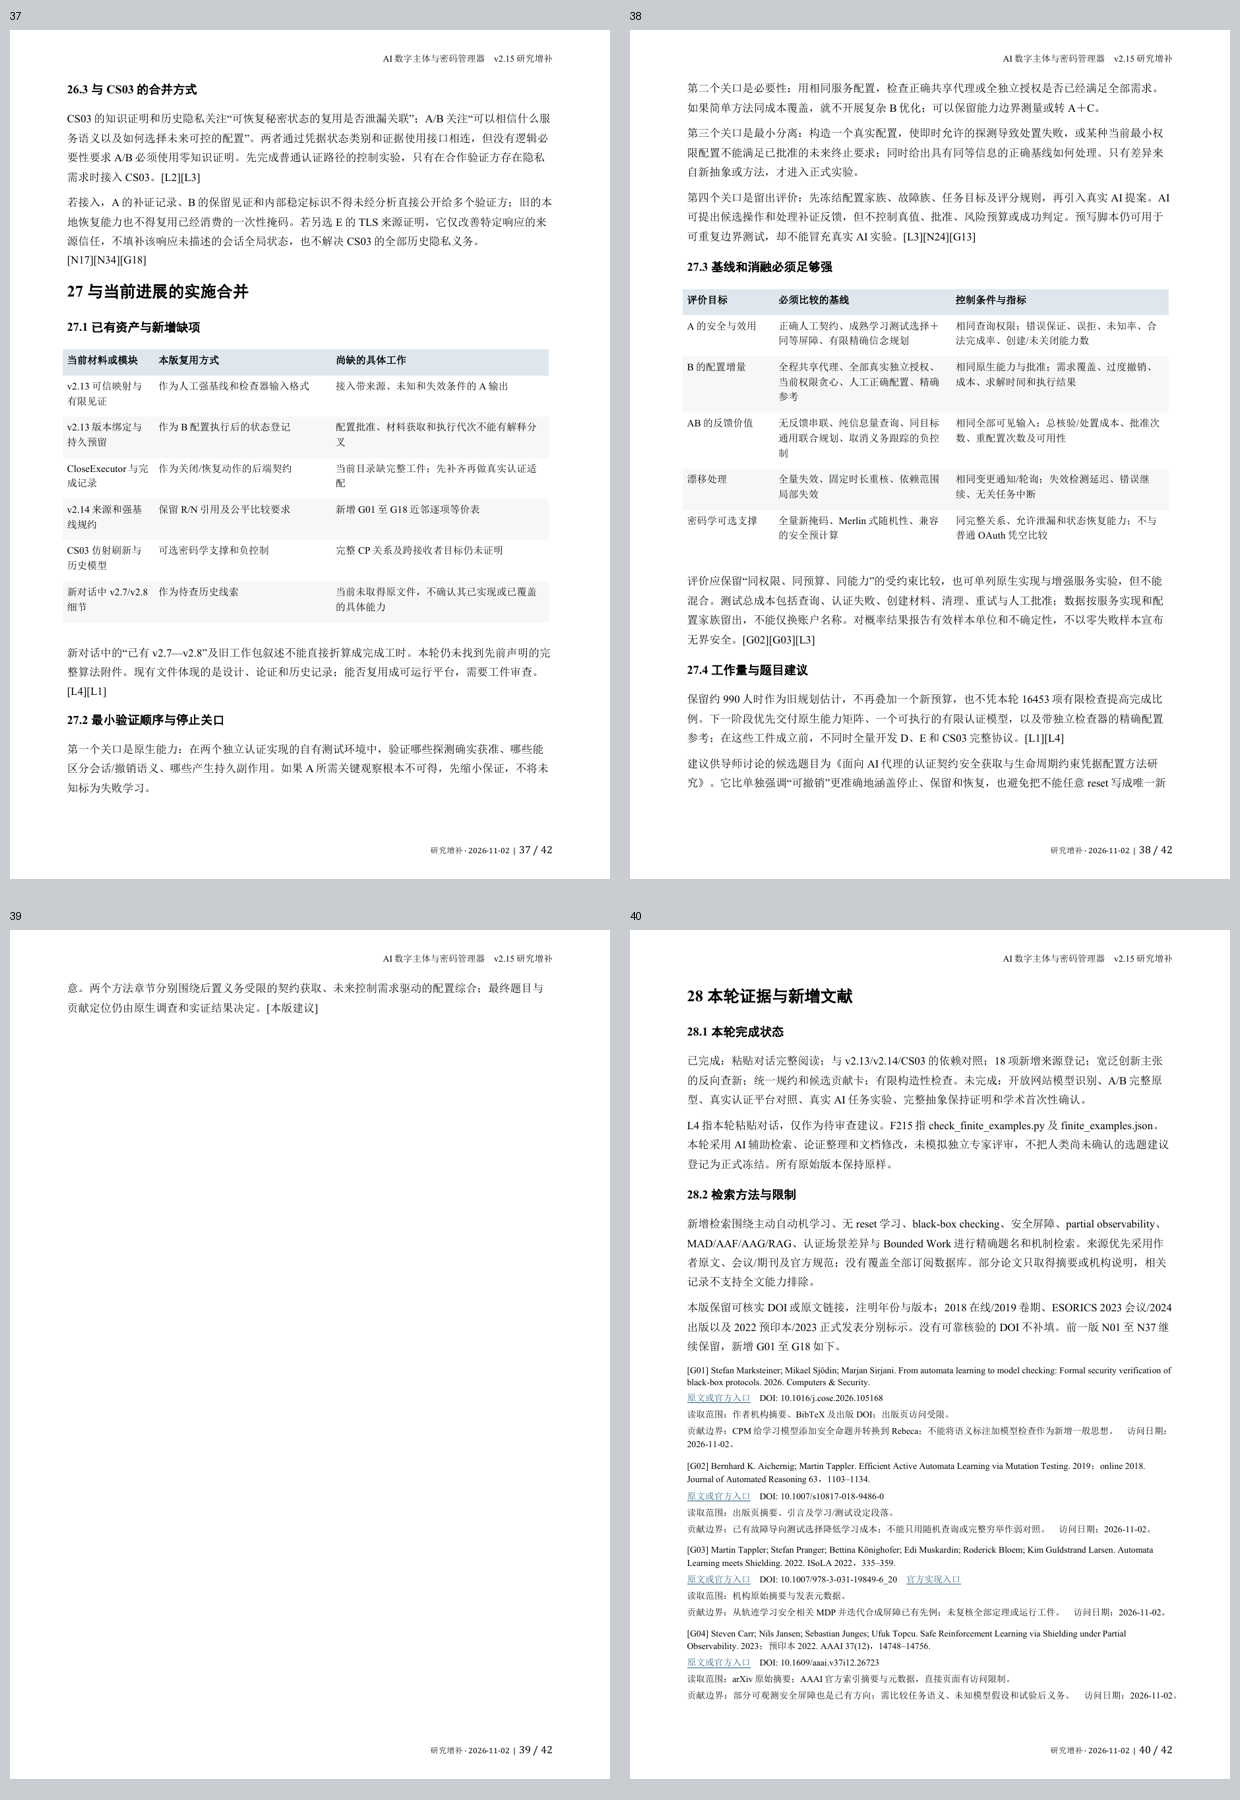 37
AI 数字主体与密码管理器 v2.15 研究增补
26.3 与 CS03 的合并方式
CS03 的知识证明和历史隐私关注“可恢复秘密状态的复用是否泄漏关联”；A/B 关注“可以相信什么服
务语义以及如何选择未来可控的配置”。两者通过凭据状态类别和证据使用接口相连，但没有逻辑必
要性要求 A/B 必须使用零知识证明。先完成普通认证路径的控制实验，只有在合作验证方存在隐私
需求时接入 CS03。[L2][L3]
若接入，A 的补证记录、B 的保留见证和内部稳定标识不得未经分析直接公开给多个验证方；旧的本
地恢复能力也不得复用已经消费的一次性掩码。若另选 E 的 TLS 来源证明，它仅改善特定响应的来
源信任，不填补该响应未描述的会话全局状态，也不解决 CS03 的全部历史隐私义务。
[N17][N34][G18]
27 与当前进展的实施合并
27.1 已有资产与新增缺项
当前材料或模块 本版复用方式 尚缺的具体工作
v2.13 可信映射与 作为人工强基线和检查器输入格式 接入带来源、未知和失效条件的 A 输出
有限见证
v2.13 版本绑定与 作为 B 配置执行后的状态登记 配置批准、材料获取和执行代次不能有解释分
持久预留 叉
CloseExecutor 与完 作为关闭/恢复动作的后端契约 当前目录缺完整工件；先补齐再做真实认证适
成记录 配
v2.14 来源和强基 保留 R/N 引用及公平比较要求 新增 G01 至 G18 近邻逐项等价表
线规约
CS03 仿射刷新与 可选密码学支撑和负控制 完整 CP 关系及跨接收者目标仍未证明
历史模型
新对话中 v2.7/v2.8 作为待查历史线索 当前未取得原文件，不确认其已实现或已覆盖
细节 的具体能力
新对话中的“已有 v2.7—v2.8”及旧工作包叙述不能直接折算成完成工时。本轮仍未找到先前声明的完
整算法附件。现有文件体现的是设计、论证和历史记录；能否复用成可运行平台，需要工件审查。
[L4][L1]
27.2 最小验证顺序与停止关口
第一个关口是原生能力：在两个独立认证实现的自有测试环境中，验证哪些探测确实获准、哪些能
区分会话/撤销语义、哪些产生持久副作用。如果 A 所需关键观察根本不可得，先缩小保证，不将未
知标为失败学习。
研究增补 · 2026-11-02 | 37 / 42
38
AI 数字主体与密码管理器 v2.15 研究增补
第二个关口是必要性：用相同服务配置，检查正确共享代理或全独立授权是否已经满足全部需求。
如果简单方法同成本覆盖，就不开展复杂 B 优化；可以保留能力边界测量或转 A＋C。
第三个关口是最小分离：构造一个真实配置，使即时允许的探测导致处置失败，或某种当前最小权
限配置不能满足已批准的未来终止要求；同时给出具有同等信息的正确基线如何处理。只有差异来
自新抽象或方法，才进入正式实验。
第四个关口是留出评价：先冻结配置家族、故障族、任务目标及评分规则，再引入真实 AI 提案。AI
可提出候选操作和处理补证反馈，但不控制真值、批准、风险预算或成功判定。预写脚本仍可用于
可重复边界测试，却不能冒充真实 AI 实验。[L3][N24][G13]
27.3 基线和消融必须足够强
评价目标 必须比较的基线 控制条件与指标
A 的安全与效用 正确人工契约、成熟学习测试选择＋ 相同查询权限；错误保证、误拒、未知率、合
同等屏障、有限精确信念规划 法完成率、创建/未关闭能力数
B 的配置增量 全程共享代理、全部真实独立授权、 相同原生能力与批准；需求覆盖、过度撤销、
当前权限贪心、人工正确配置、精确 成本、求解时间和执行结果
参考
AB 的反馈价值 无反馈串联、纯信息量查询、同目标 相同全部可见输入；总核验/处置成本、批准次
通用联合规划、取消义务跟踪的负控 数、重配置次数及可用性
制
漂移处理 全量失效、固定时长重核、依赖范围 相同变更通知/轮询；失效检测延迟、错误继
局部失效 续、无关任务中断
密码学可选支撑 全量新掩码、Merlin 式随机性、兼容 同完整关系、允许泄漏和状态恢复能力；不与
的安全预计算 普通 OAuth 凭空比较
评价应保留“同权限、同预算、同能力”的受约束比较，也可单列原生实现与增强服务实验，但不能
混合。测试总成本包括查询、认证失败、创建材料、清理、重试与人工批准；数据按服务实现和配
置家族留出，不能仅换账户名称。对概率结果报告有效样本单位和不确定性，不以零失败样本宣布
无界安全。[G02][G03][L3]
27.4 工作量与题目建议
保留约 990 人时作为旧规划估计，不再叠加一个新预算，也不凭本轮 16453 项有限检查提高完成比
例。下一阶段优先交付原生能力矩阵、一个可执行的有限认证模型，以及带独立检查器的精确配置
参考；在这些工件成立前，不同时全量开发 D、E 和 CS03 完整协议。[L1][L4]
建议供导师讨论的候选题目为《面向 AI 代理的认证契约安全获取与生命周期约束凭据配置方法研
究》。它比单独强调“可撤销”更准确地涵盖停止、保留和恢复，也避免把不能任意 reset 写成唯一新
研究增补 · 2026-11-02 | 38 / 42
39
AI 数字主体与密码管理器 v2.15 研究增补
意。两个方法章节分别围绕后置义务受限的契约获取、未来控制需求驱动的配置综合；最终题目与
贡献定位仍由原生调查和实证结果决定。[本版建议]
研究增补 · 2026-11-02 | 39 / 42
40
AI 数字主体与密码管理器 v2.15 研究增补
28 本轮证据与新增文献
28.1 本轮完成状态
已完成：粘贴对话完整阅读；与 v2.13/v2.14/CS03 的依赖对照；18 项新增来源登记；宽泛创新主张
的反向查新；统一规约和候选贡献卡；有限构造性检查。未完成：开放网站模型识别、A/B 完整原
型、真实认证平台对照、真实 AI 任务实验、完整抽象保持证明和学术首次性确认。
L4 指本轮粘贴对话，仅作为待审查建议。F215 指 check_finite_examples.py 及 finite_examples.json。
本轮采用 AI 辅助检索、论证整理和文档修改，未模拟独立专家评审，不把人类尚未确认的选题建议
登记为正式冻结。所有原始版本保持原样。
28.2 检索方法与限制
新增检索围绕主动自动机学习、无 reset 学习、black-box checking、安全屏障、partial observability、
MAD/AAF/AAG/RAG、认证场景差异与 Bounded Work 进行精确题名和机制检索。来源优先采用作
者原文、会议/期刊及官方规范；没有覆盖全部订阅数据库。部分论文只取得摘要或机构说明，相关
记录不支持全文能力排除。
本版保留可核实 DOI 或原文链接，注明年份与版本；2018 在线/2019 卷期、ESORICS 2023 会议/2024
出版以及 2022 预印本/2023 正式发表分别标示。没有可靠核验的 DOI 不补填。前一版 N01 至 N37 继
续保留，新增 G01 至 G18 如下。
[G01] Stefan Marksteiner; Mikael Sjödin; Marjan Sirjani. From automata learning to model checking: Formal security verification of
black-box protocols. 2026. Computers & Security.
原文或官方入口 DOI: 10.1016/j.cose.2026.105168
读取范围：作者机构摘要、BibTeX 及出版 DOI；出版页访问受限。
贡献边界：CPM 给学习模型添加安全命题并转换到 Rebeca；不能将语义标注加模型检查作为新增一般思想。 访问日期：
2026-11-02。
[G02] Bernhard K. Aichernig; Martin Tappler. Efficient Active Automata Learning via Mutation Testing. 2019；online 2018.
Journal of Automated Reasoning 63，1103–1134.
原文或官方入口 DOI: 10.1007/s10817-018-9486-0
读取范围：出版页摘要、引言及学习/测试设定段落。
贡献边界：已有故障导向测试选择降低学习成本；不能只用随机查询或完整穷举作弱对照。 访问日期：2026-11-02。
[G03] Martin Tappler; Stefan Pranger; Bettina Könighofer; Edi Muskardin; Roderick Bloem; Kim Guldstrand Larsen. Automata
Learning meets Shielding. 2022. ISoLA 2022，335–359.
原文或官方入口 DOI: 10.1007/978-3-031-19849-6_20 官方实现入口
读取范围：机构原始摘要与发表元数据。
贡献边界：从轨迹学习安全相关 MDP 并迭代合成屏障已有先例；未复核全部定理或运行工件。 访问日期：2026-11-02。
[G04] Steven Carr; Nils Jansen; Sebastian Junges; Ufuk Topcu. Safe Reinforcement Learning via Shielding under Partial
Observability. 2023；预印本 2022. AAAI 37(12)，14748–14756.
原文或官方入口 DOI: 10.1609/aaai.v37i12.26723
读取范围：arXiv 原始摘要；AAAI 官方索引摘要与元数据，直接页面有访问限制。
贡献边界：部分可观测安全屏障也是已有方向；需比较任务语义、未知模型假设和试验后义务。 访问日期：2026-11-02。
研究增补 · 2026-11-02 | 40 / 42